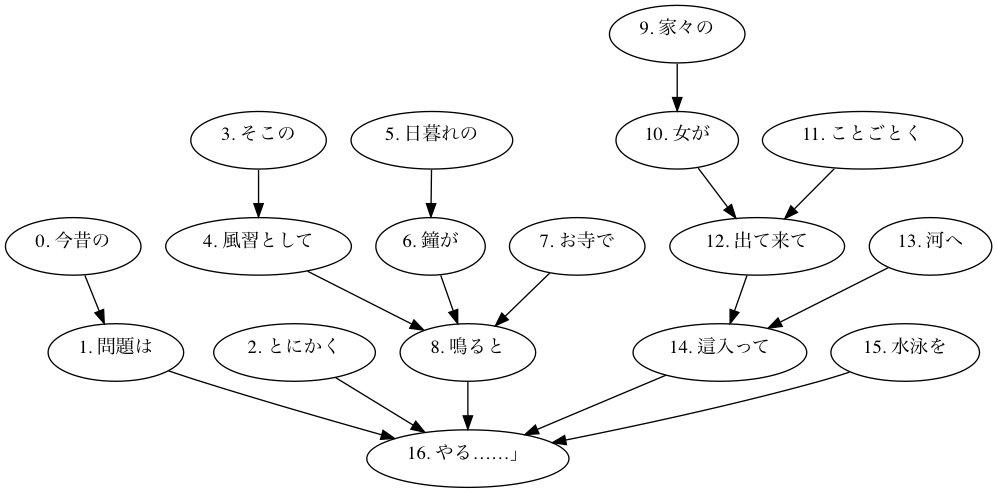 9. 家々の
3. そこの
5. 日暮れの
10. 女が
11. ことごとく
0. 今昔の
4. 風習として
6. 鐘が
7. お寺で
12. 出て来て
13. 河へ
1. 問題は
2. とにかく
8. 鳴ると
14. 這入って
15. 水泳を
16. やる……」